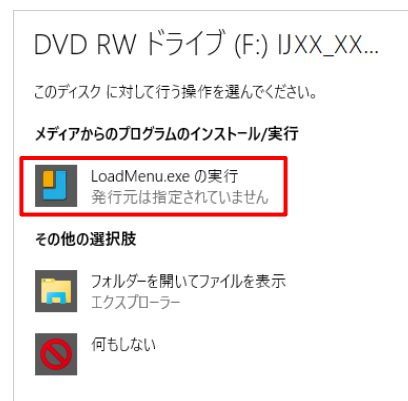 DVD RW ドライブ (F:) IJXX_XX...
このディスク に対して行う操作を選んでください。
メディアからのプログラムのインストール/実行
LoadMenu.exe の実行
発行元は指定されていません
その他の選択肢
フォルダーを開いてファイルを表示
エクスプローラー
何もしない